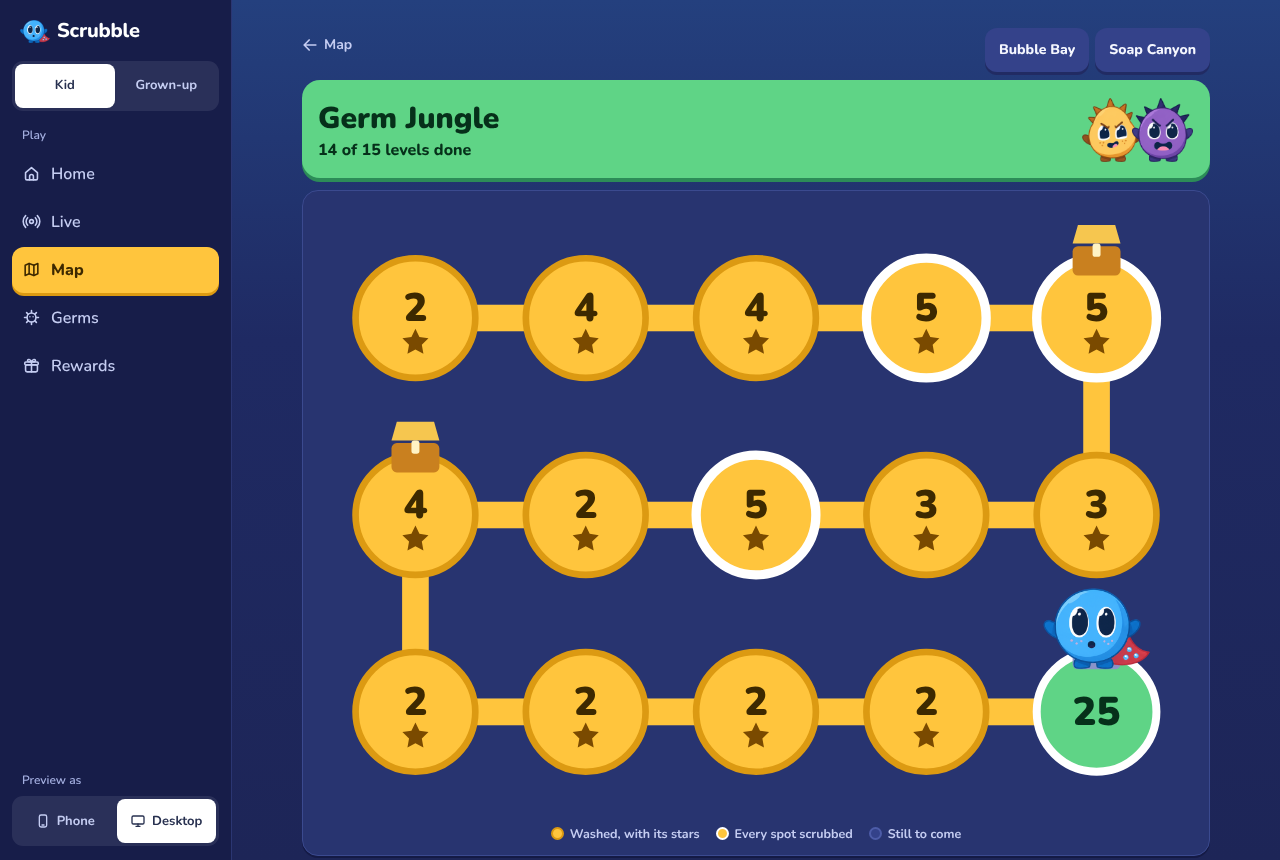 Scrubble
Kid
Grown-up
Play
Home
Live
Map
Germs
Rewards
Preview as
Phone
Desktop
Map
Bubble Bay
Soap Canyon
Germ Jungle
14 of 15 levels done
2 4 4 5 5
4 2 5 3 3
2 2 2 2 25
Washed, with its stars
Every spot scrubbed
Still to come